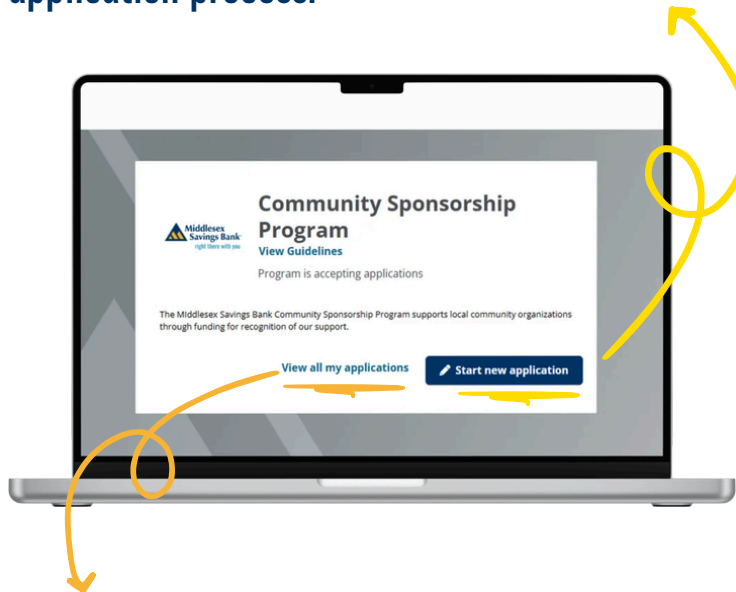 application process.
Community Sponsorship
Program
Middlesex
Savings Bank
right there with you
View Guidelines
Program is accepting applications
The Middlesex Savings Bank Community Sponsorship Program supports local community organizations
through funding for recognition of our support.
View all my applications
Start new application